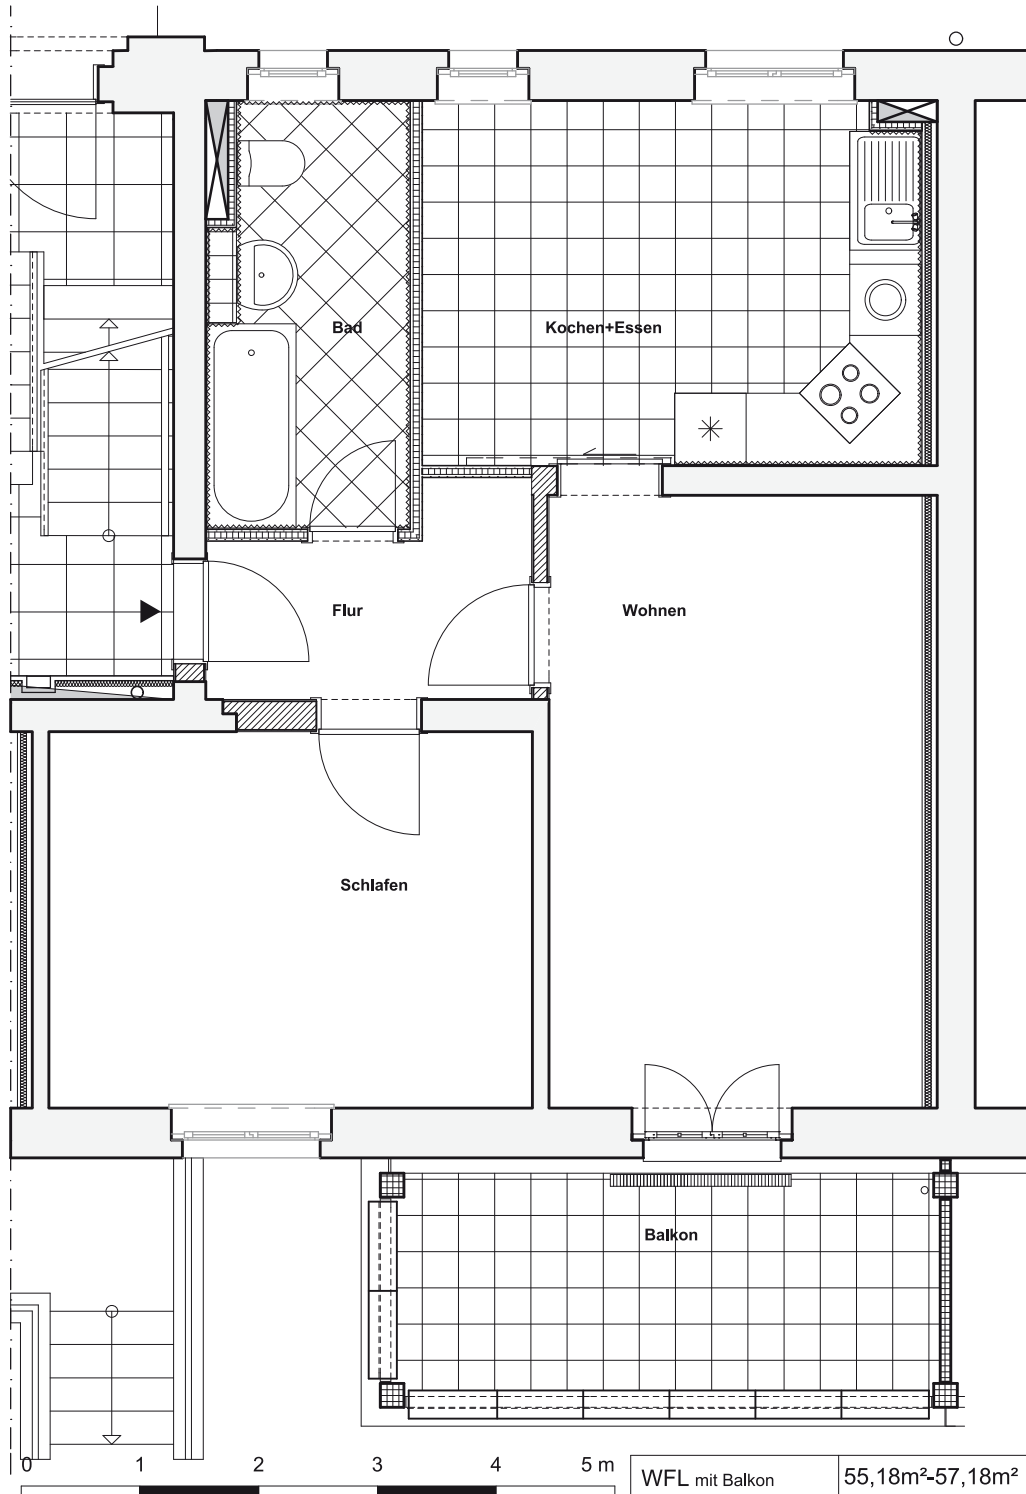 Bad
Kochen+Essen
Flur
Wohnen
Schlafen
Balkon
0 1 2 3 4 5 m
WFL mit Balkon 55,18m²-57,18m²